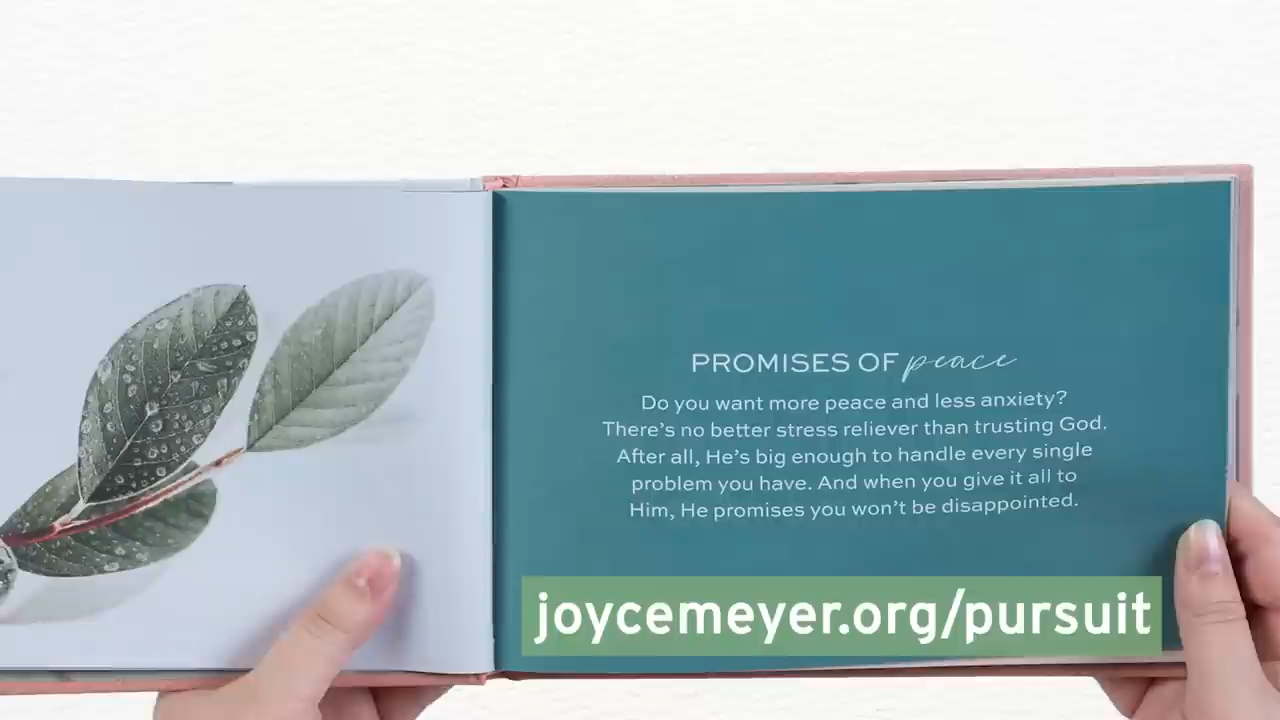 PROMISES OF peace
Do you want more peace and less anxiety?
There's no better stress reliever than trusting God.
After all, He's big enough to handle every single
problem you have. And when you give it all to
Him, He promises you won't be disappointed.
joycemeyer.org/pursuit